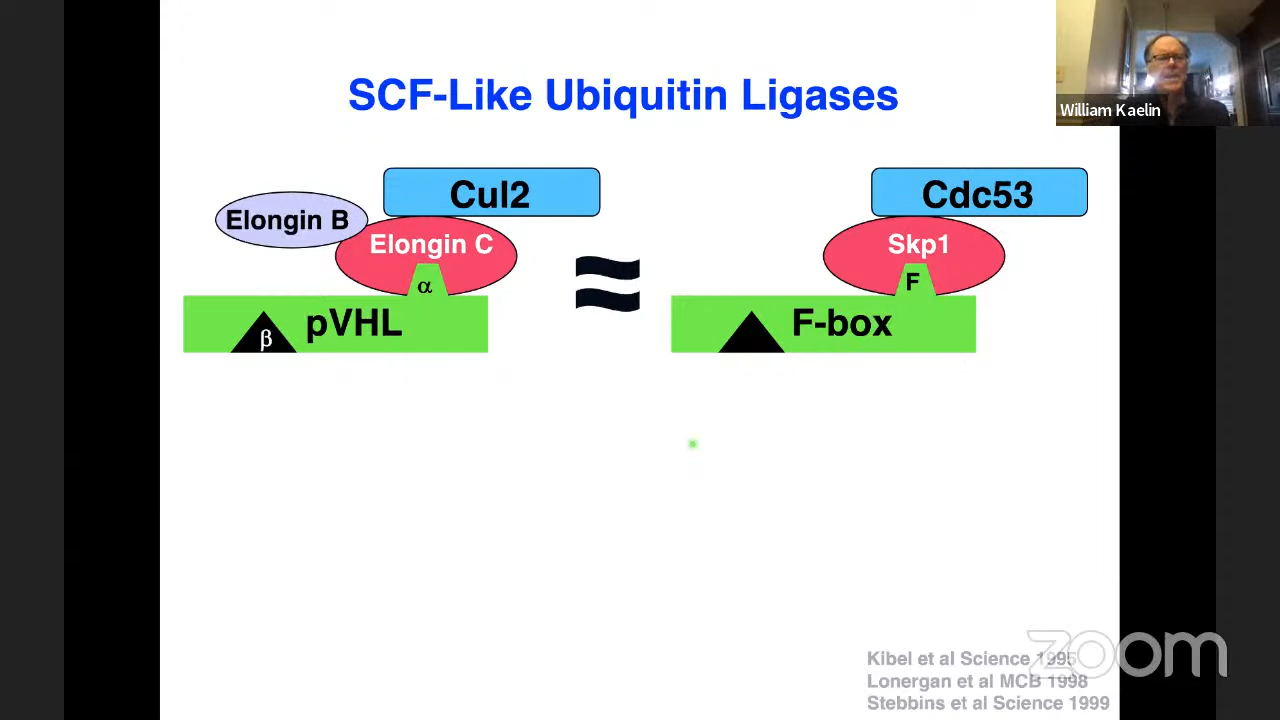 SCF-Like Ubiquitin Ligases
William Kaelin
Cul2
Elongin B
Elongin C
α
pVHL
β
≈
Cdc53
Skp1
F
F-box
Kibel et al Science 1995
Lonergan et al MCB 1998
Stebbins et al Science 1999
zoom